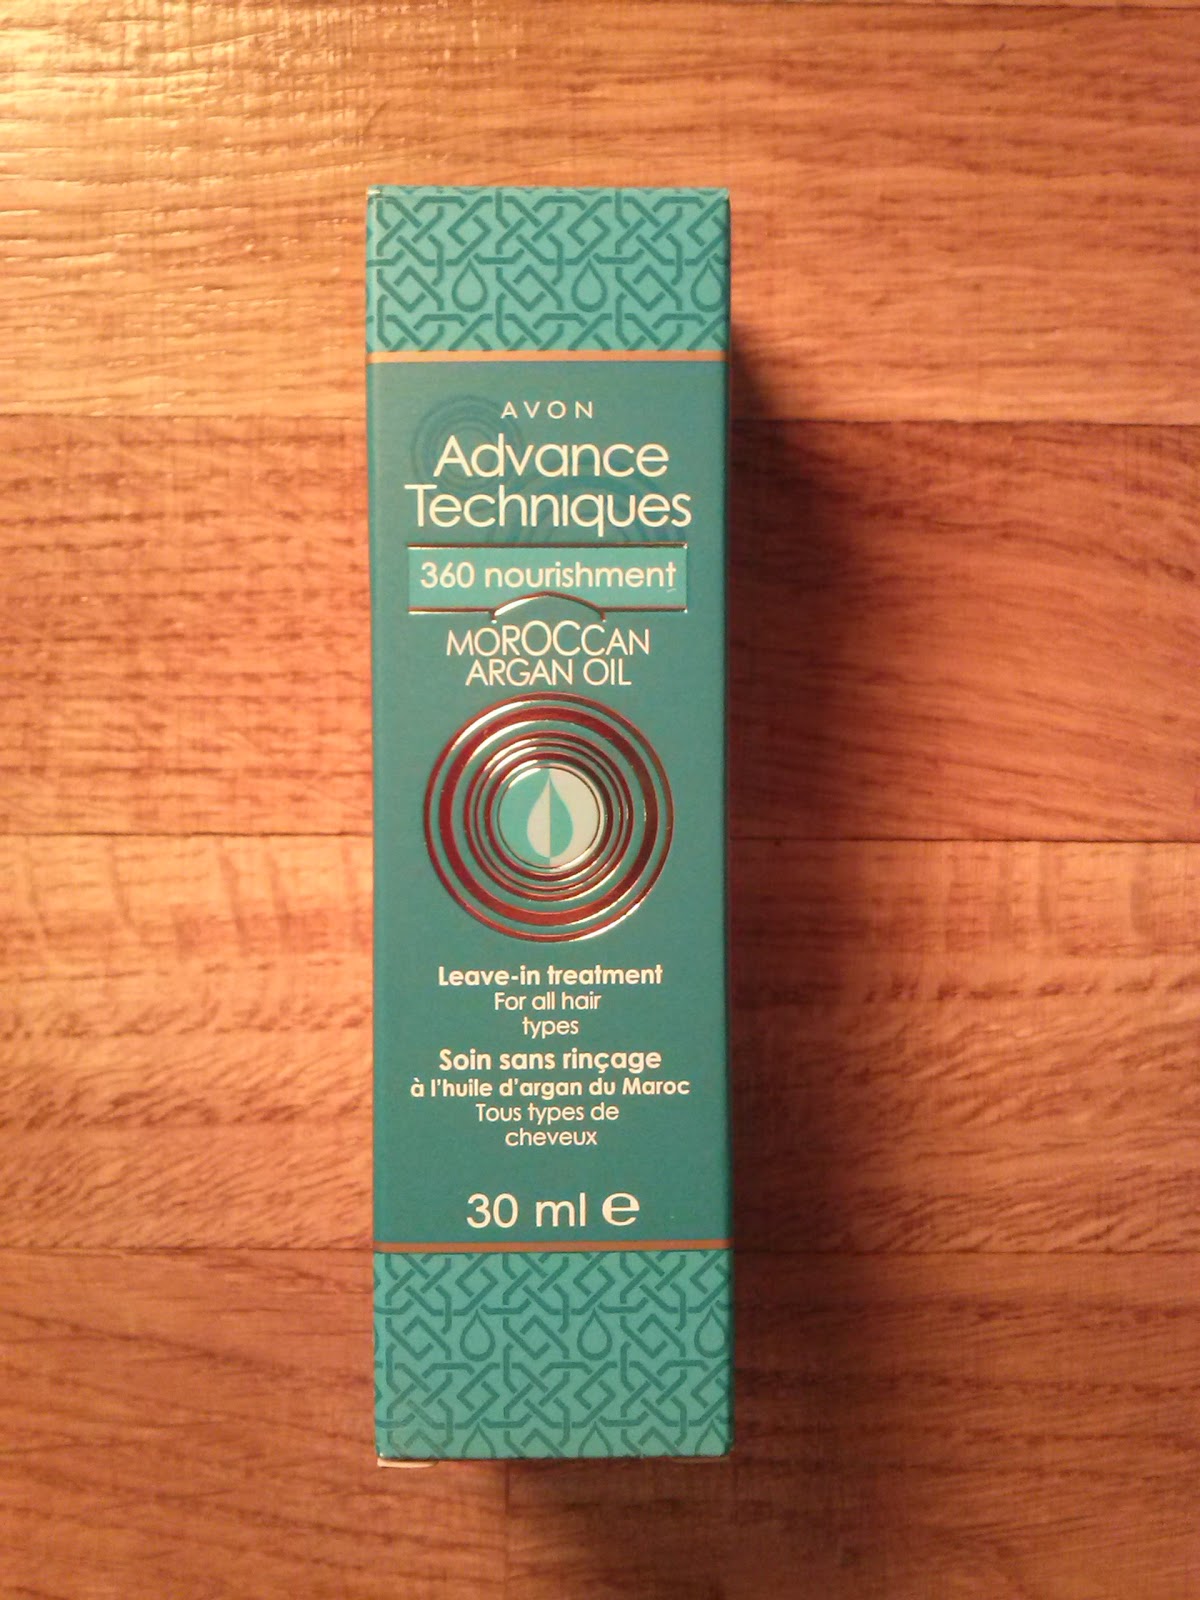 AVON
Advance
Techniques
360 nourishment
MOROCCAN
ARGAN OIL
Leave-in treatment
For all hair
types
Soin sans rinçage
à l'huile d'argan du Maroc
Tous types de
cheveux
30 ml ℮